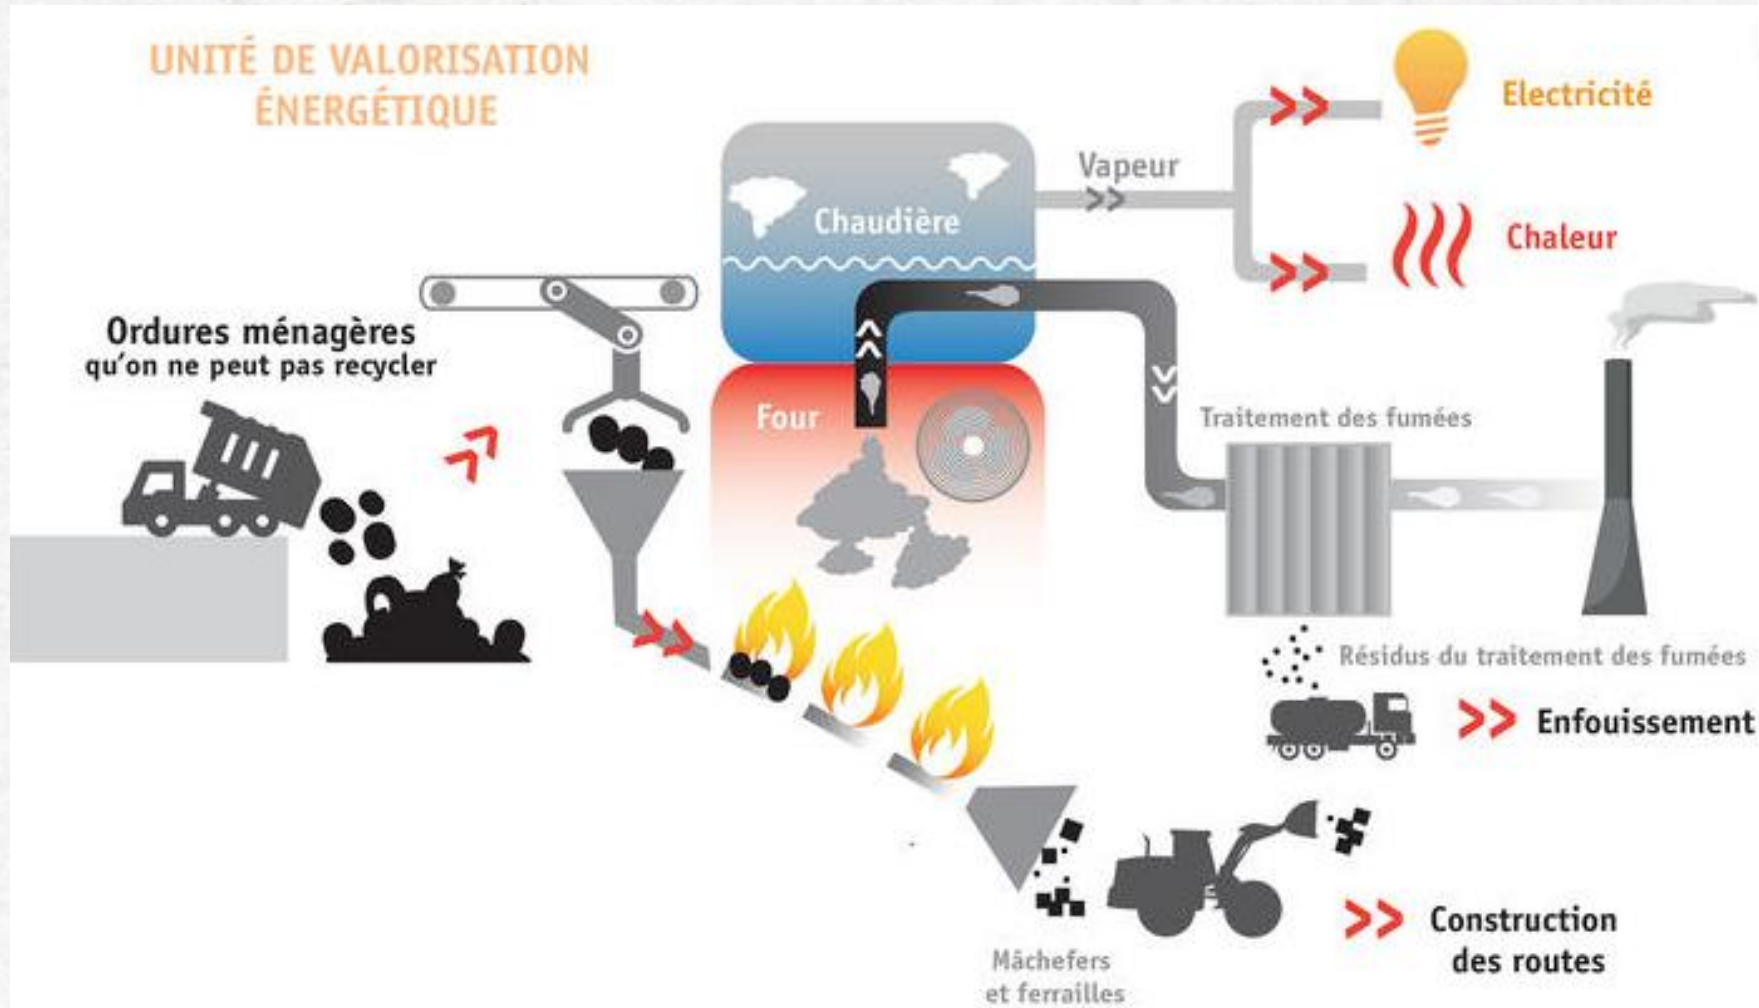 UNITÉ DE VALORISATION
ÉNERGÉTIQUE
Electricité
Vapeur
Chaudière
Chaleur
Ordures ménagères
qu'on ne peut pas recycler
Four
Traitement des fumées
Résidus du traitement des fumées
Enfouissement
Construction
des routes
Mâchefers
et ferrailles